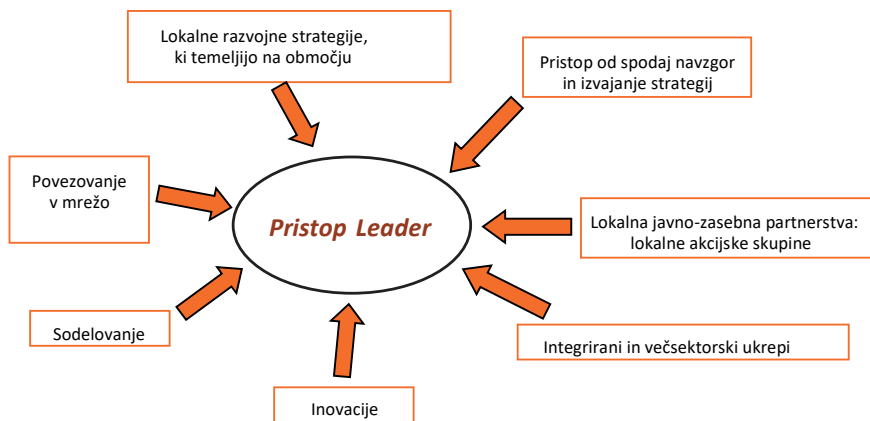 Lokalne razvojne strategije,
ki temeljijo na območju
Pristop od spodaj navzgor
in izvajanje strategij
Povezovanje
v mrežo
Pristop Leader
Lokalna javno-zasebna partnerstva:
lokalne akcijske skupine
Sodelovanje
Integrirani in večsektorski ukrepi
Inovacije